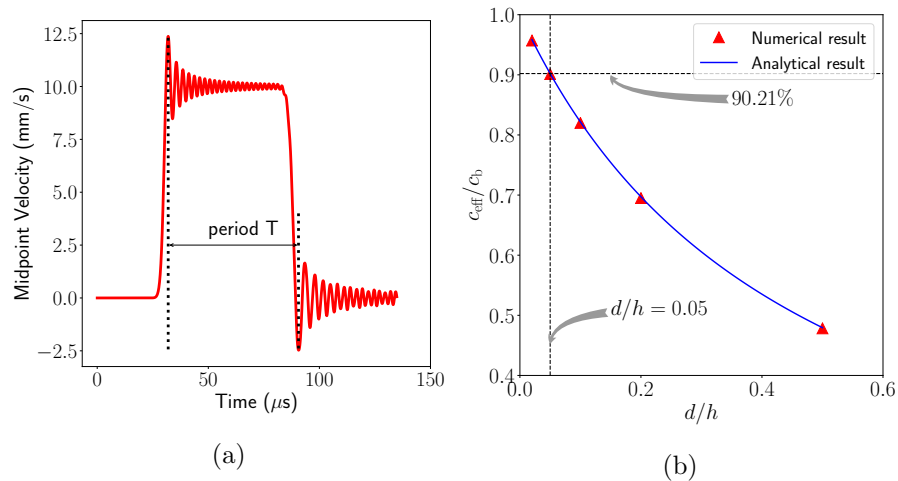 12.5
10.0
7.5
5.0
2.5
0.0
−2.5
Midpoint Velocity (mm/s)
period T
0
50
100
150
Time (μs)
(a)
1.0
0.9
0.8
0.7
0.6
0.5
0.4
c_eff/c_b
Numerical result
Analytical result
90.21%
d/h = 0.05
0.0
0.2
0.4
0.6
d/h
(b)